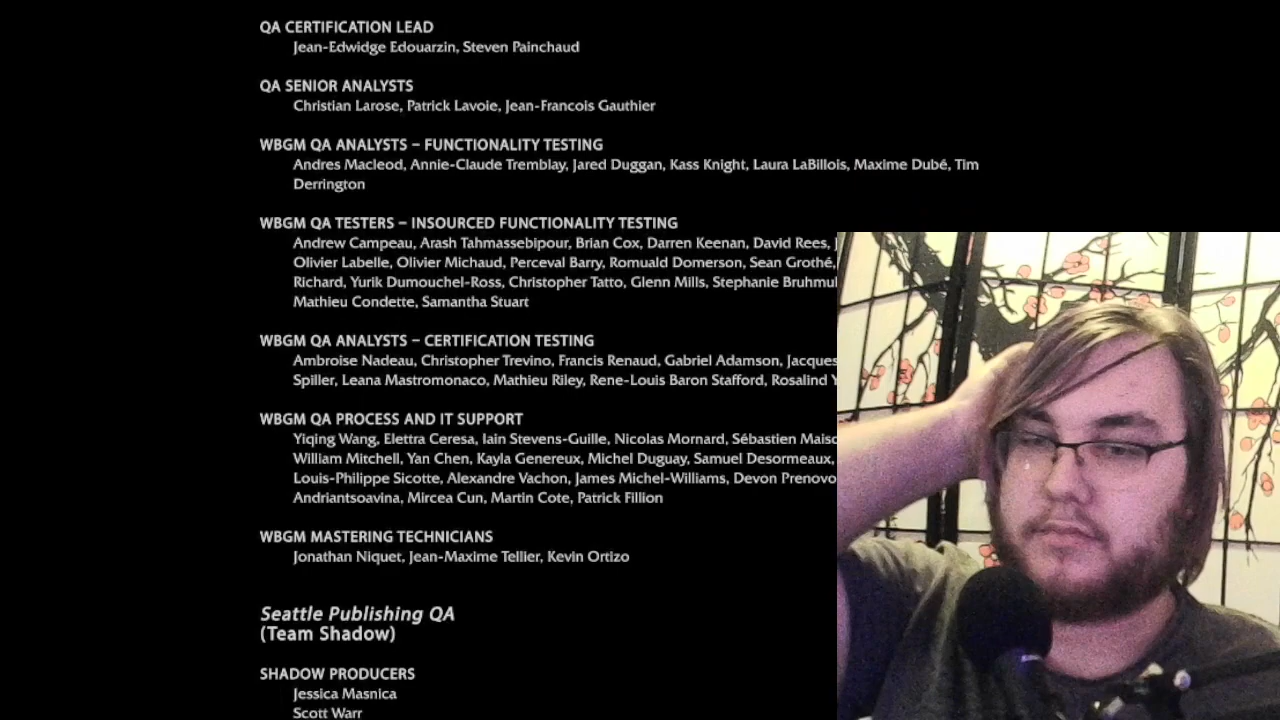 QA CERTIFICATION LEAD
Jean-Edwidge Edouarzin, Steven Painchaud
QA SENIOR ANALYSTS
Christian Larose, Patrick Lavoie, Jean-Francois Gauthier
WBGM QA ANALYSTS – FUNCTIONALITY TESTING
Andres Macleod, Annie-Claude Tremblay, Jared Duggan, Kass Knight, Laura LaBillois, Maxime Dubé, Tim
Derrington
WBGM QA TESTERS – INSOURCED FUNCTIONALITY TESTING
Andrew Campeau, Arash Tahmassebipour, Brian Cox, Darren Keenan, David Rees,
Olivier Labelle, Olivier Michaud, Perceval Barry, Romuald Domerson, Sean Grothé,
Richard, Yurik Dumouchel-Ross, Christopher Tatto, Glenn Mills, Stephanie
Mathieu Condette, Samantha Stuart
WBGM QA ANALYSTS – CERTIFICATION TESTING
Ambroise Nadeau, Christopher Trevino, Francis Renaud, Gabriel Adamson, Jacques
Spiller, Leana Mastromonaco, Mathieu Riley, Rene-Louis Baron Stafford, Rosalind
WBGM QA PROCESS AND IT SUPPORT
Yiqing Wang, Elettra Ceresa, Iain Stevens-Guille, Nicolas Mornard, Sébastien
William Mitchell, Yan Chen, Kayla Genereux, Michel Duguay, Samuel Desormeaux,
Louis-Philippe Sicotte, Alexandre Vachon, James Michel-Williams, Devon
Andriantsoavina, Mircea Cun, Martin Cote, Patrick Fillion
WBGM MASTERING TECHNICIANS
Jonathan Niquet, Jean-Maxime Tellier, Kevin Ortizo
Seattle Publishing QA
(Team Shadow)
SHADOW PRODUCERS
Jessica Masnica
Scott Warr